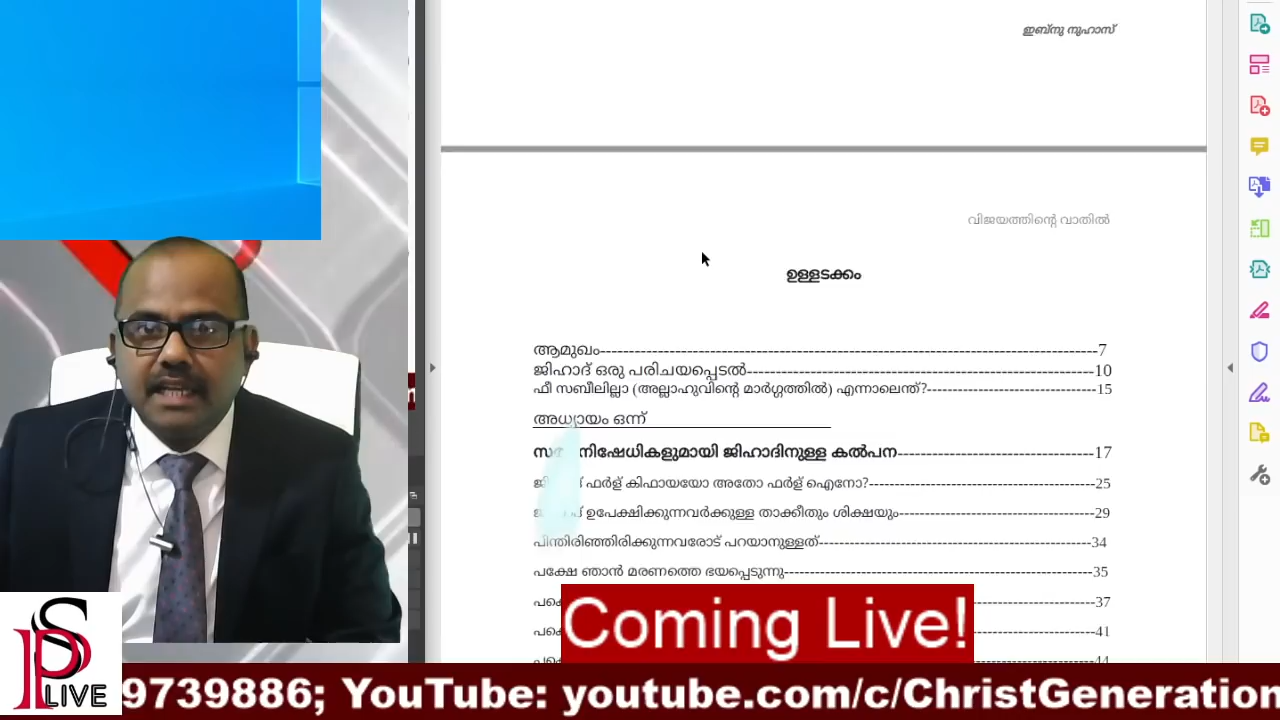 ഇബ്നു നുഹാസ്
വിജയത്തിന്റെ വാതിൽ
ഉള്ളടക്കം
ആമുഖം---7
ജിഹാദ് ഒരു പരിചയപ്പെടൽ---10
ഫീ സബീലില്ലാ (അല്ലാഹുവിന്റെ മാർഗ്ഗത്തിൽ) എന്നാലെന്ത്?---15
അധ്യായം ഒന്ന്
നിഷേധികളുമായി ജിഹാദിനുള്ള കൽപന---17
ഫർള് കിഫായയോ അതോ ഫർള് ഐനോ?---25
ഉപേക്ഷിക്കുന്നവർക്കുള്ള താക്കീതും ശിക്ഷയും---29
പിന്തിരിഞ്ഞിരിക്കുന്നവരോട് പറയാനുള്ളത്---34
പക്ഷേ ഞാൻ മരണത്തെ ഭയപ്പെടുന്നു---35
---37
---41
---44
Coming Live!
PS LIVE
9739886; YouTube: youtube.com/c/ChristGeneration